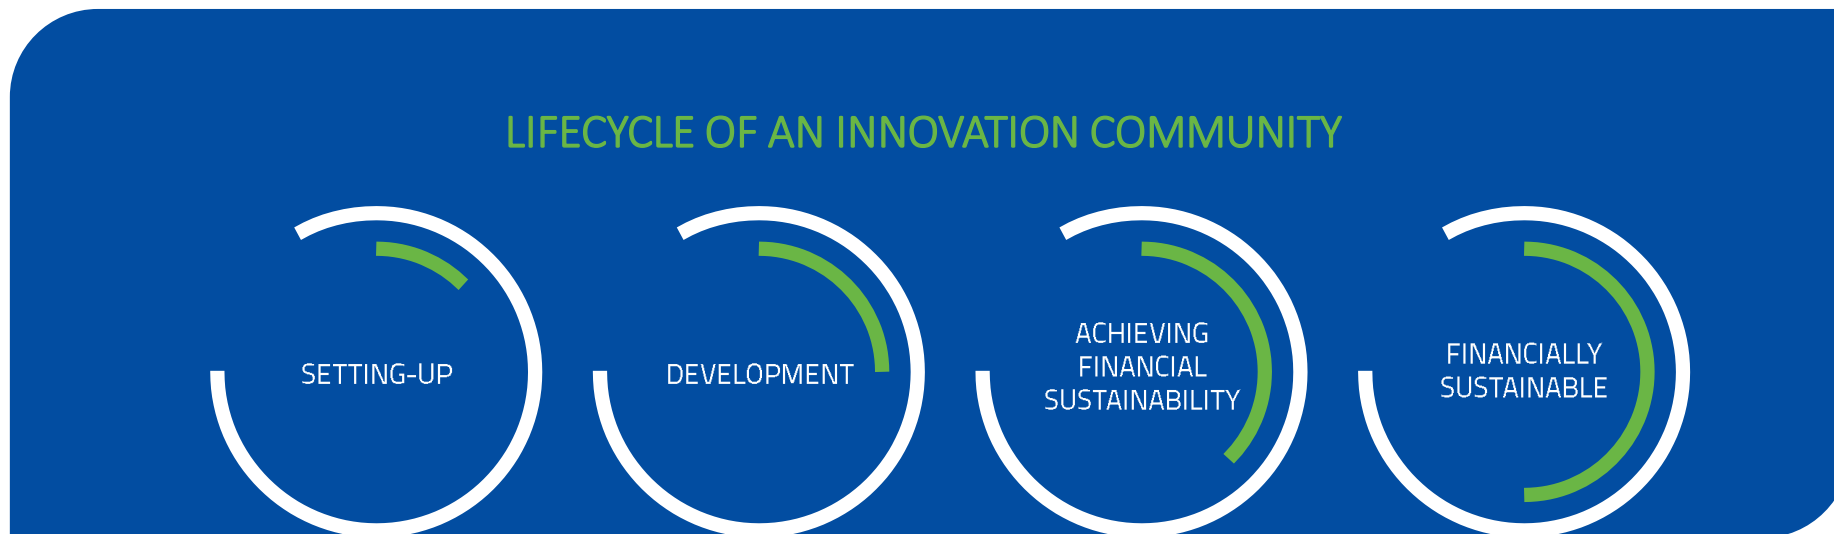 LIFECYCLE OF AN INNOVATION COMMUNITY
SETTING-UP
DEVELOPMENT
ACHIEVING
FINANCIAL
SUSTAINABILITY
FINANCIALLY
SUSTAINABLE